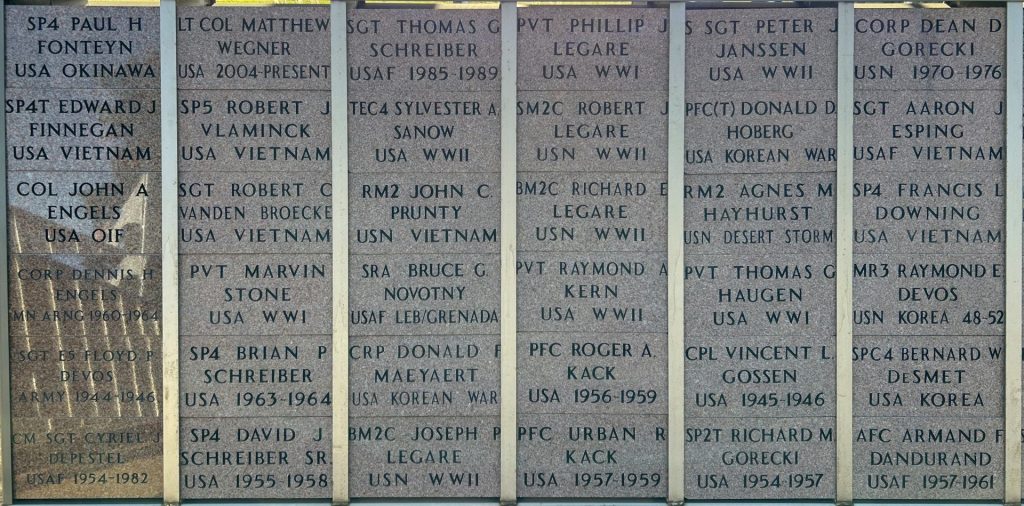 SP4 PAUL H
FONTEYN
USA OKINAWA
SP4T EDWARD J
FINNEGAN
USA VIETNAM
COL JOHN A
ENGELS
USA OIF
CORP DENNIS H
ENGELS
MN ARNG 1960-1964
SGT E5 FLOYD P.
DEVOS
ARMY 1944-1946
CM SGT CYRIEL J
DEPESTEL
USAF 1954-1982
LT COL MATTHEW
WEGNER
USA 2004-PRESENT
SP5 ROBERT J
VLAMINCK
USA VIETNAM
SGT ROBERT C
VANDEN BROECKE
USA VIETNAM
PVT MARVIN
STONE
USA WWI
SP4 BRIAN P
SCHREIBER
USA 1963-1964
SP4 DAVID J
SCHREIBER SR.
USA 1955-1958
SGT THOMAS G
SCHREIBER
USAF 1985-1989
TEC4 SYLVESTER A
SANOW
USA WWII
RM2 JOHN C.
PRUNTY
USN VIETNAM
SRA BRUCE G
NOVOTNY
USAF LEB/GRENADA
CRP DONALD F
MAEYAERT
USA KOREAN WAR
BM2C JOSEPH P
LEGARE
USN WWII
PVT PHILLIP J
LEGARE
USA WWI
SM2C ROBERT J
LEGARE
USN WWII
BM2C RICHARD E
LEGARE
USN WWII
PVT RAYMOND A
KERN
USA WWII
PFC ROGER A.
KACK
USA 1956-1959
PFC URBAN R
KACK
USA 1957-1959
S SGT PETER J
JANSSEN
USA WWII
PFC(T) DONALD D.
HOBERG
USA KOREAN WAR
RM2 AGNES M
HAYHURST
USN DESERT STORM
PVT THOMAS G
HAUGEN
USA WWI
CPL VINCENT L.
GOSSEN
USA 1945-1946
SP2T RICHARD M.
GORECKI
USA 1954-1957
CORP DEAN D
GORECKI
USN 1970-1976
SGT AARON J
ESPING
USAF VIETNAM
SP4 FRANCIS L
DOWNING
USA VIETNAM
MR3 RAYMOND E.
DEVOS
USN KOREA 48-52
SPC4 BERNARD W
DeSMET
USA KOREA
AFC ARMAND F
DANDURAND
USAF 1957-1961